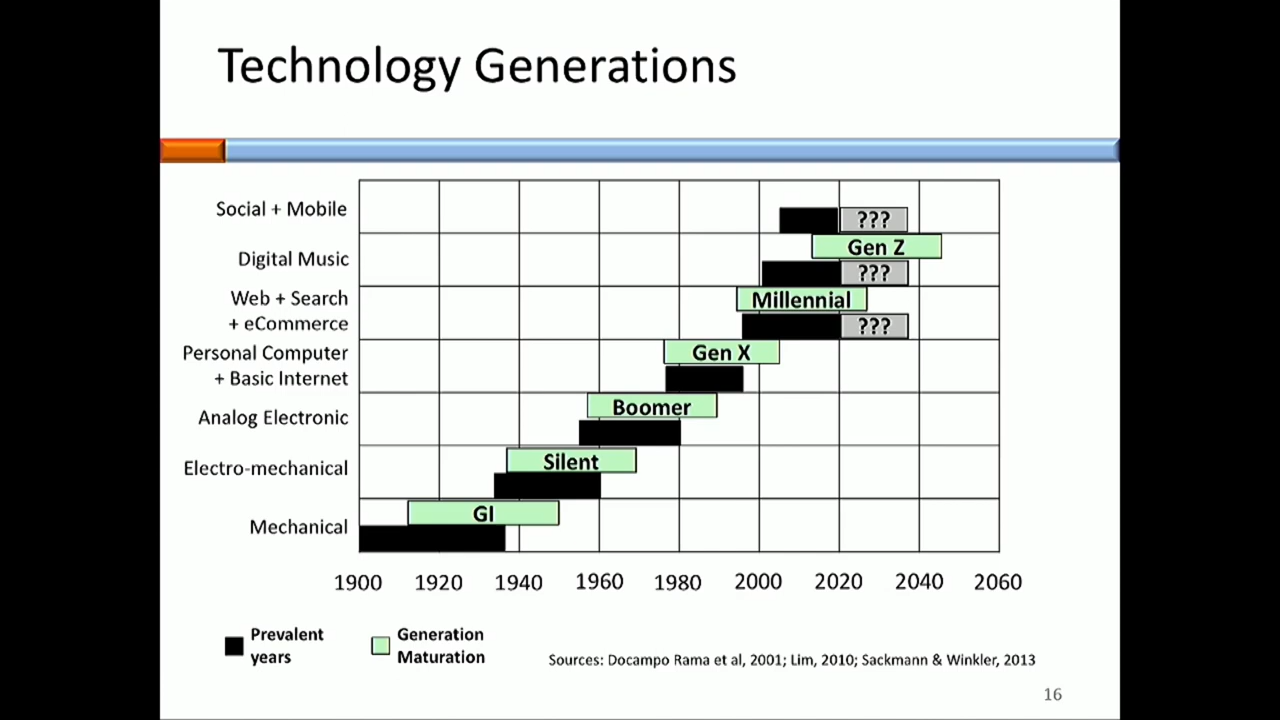 Technology Generations
Social + Mobile
???
Gen Z
Digital Music
???
Millennial
Web + Search
+ eCommerce
???
Gen X
Personal Computer
+ Basic Internet
Boomer
Analog Electronic
Silent
Electro-mechanical
GI
Mechanical
1900 1920 1940 1960 1980 2000 2020 2040 2060
Prevalent
years
Generation
Maturation
Sources: Docampo Rama et al, 2001; Lim, 2010; Sackmann & Winkler, 2013
16